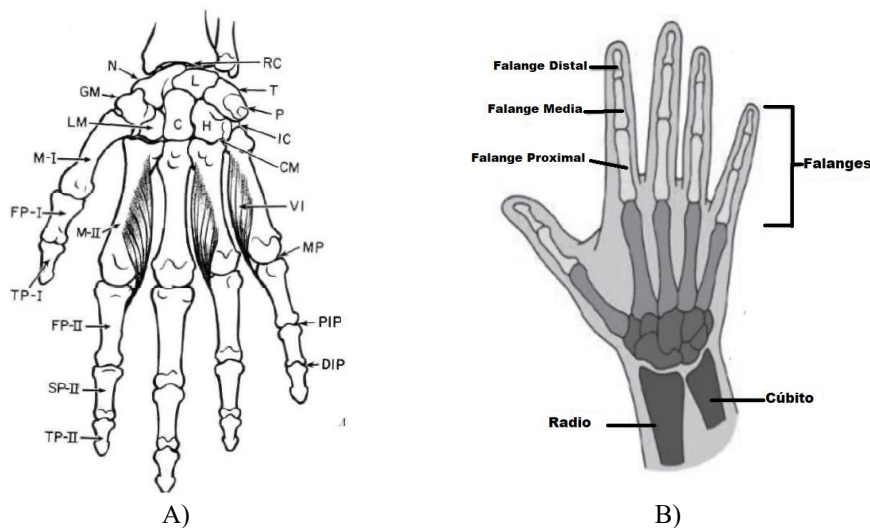 RC
N
L
T
GM
P
LM
C
H
IC
M-I
CM
FP-I
VI
M-II
MP
TP-I
PIP
FP-II
DIP
SP-II
TP-II
A)
Falange Distal
Falange Media
Falange Proximal
Falanges
Cúbito
Radio
B)